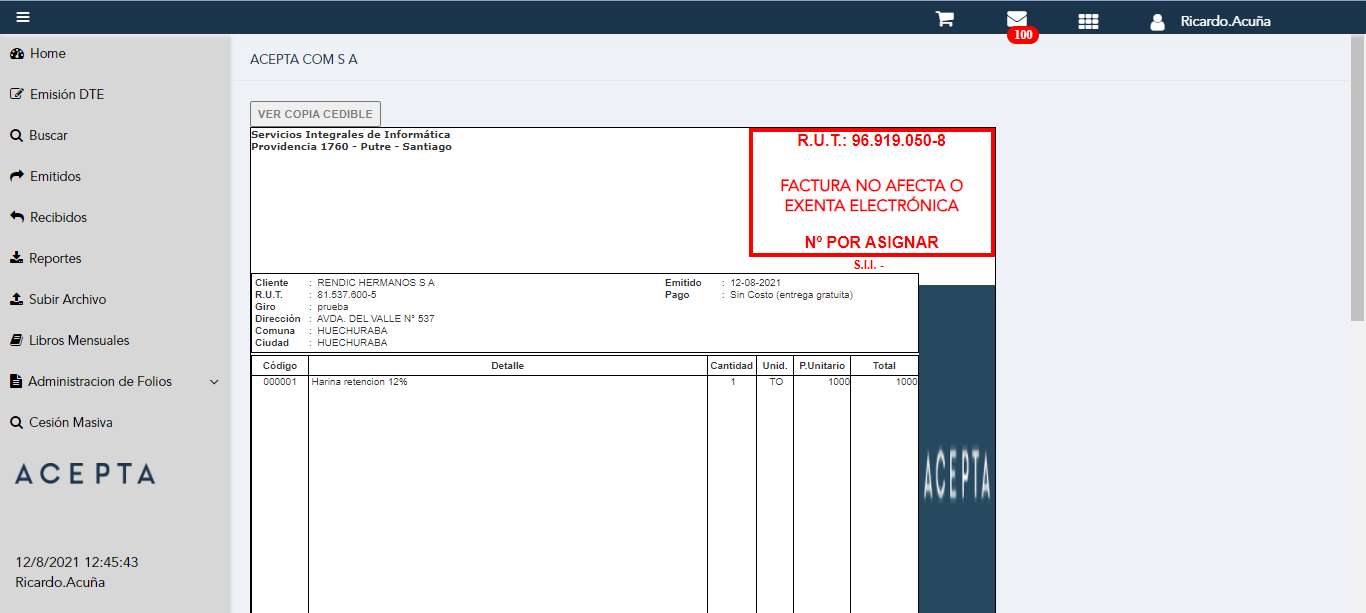 Ricardo.Acuña
100
Home
Emisión DTE
Buscar
Emitidos
Recibidos
Reportes
Subir Archivo
Libros Mensuales
Administracion de Folios
Cesión Masiva
ACEPTA
12/8/2021 12:45:43
Ricardo.Acuña
ACEPTA COM S A
VER COPIA CEDIBLE
Servicios Integrales de Informática
Providencia 1760 - Putre - Santiago
R.U.T.: 96.919.050-8
FACTURA NO AFECTA O
EXENTA ELECTRÓNICA
Nº POR ASIGNAR
S.I.I. -
Cliente : RENDIC HERMANOS S A Emitido : 12-08-2021
R.U.T. : 81.537.600-5 Pago : Sin Costo (entrega gratuita)
Giro : prueba
Dirección : AVDA. DEL VALLE N° 537
Comuna : HUECHURABA
Ciudad : HUECHURABA
Código Detalle Cantidad Unid. P.Unitario Total
000001 Harina retencion 12% 1 TO 1000 1000
ACEPTA